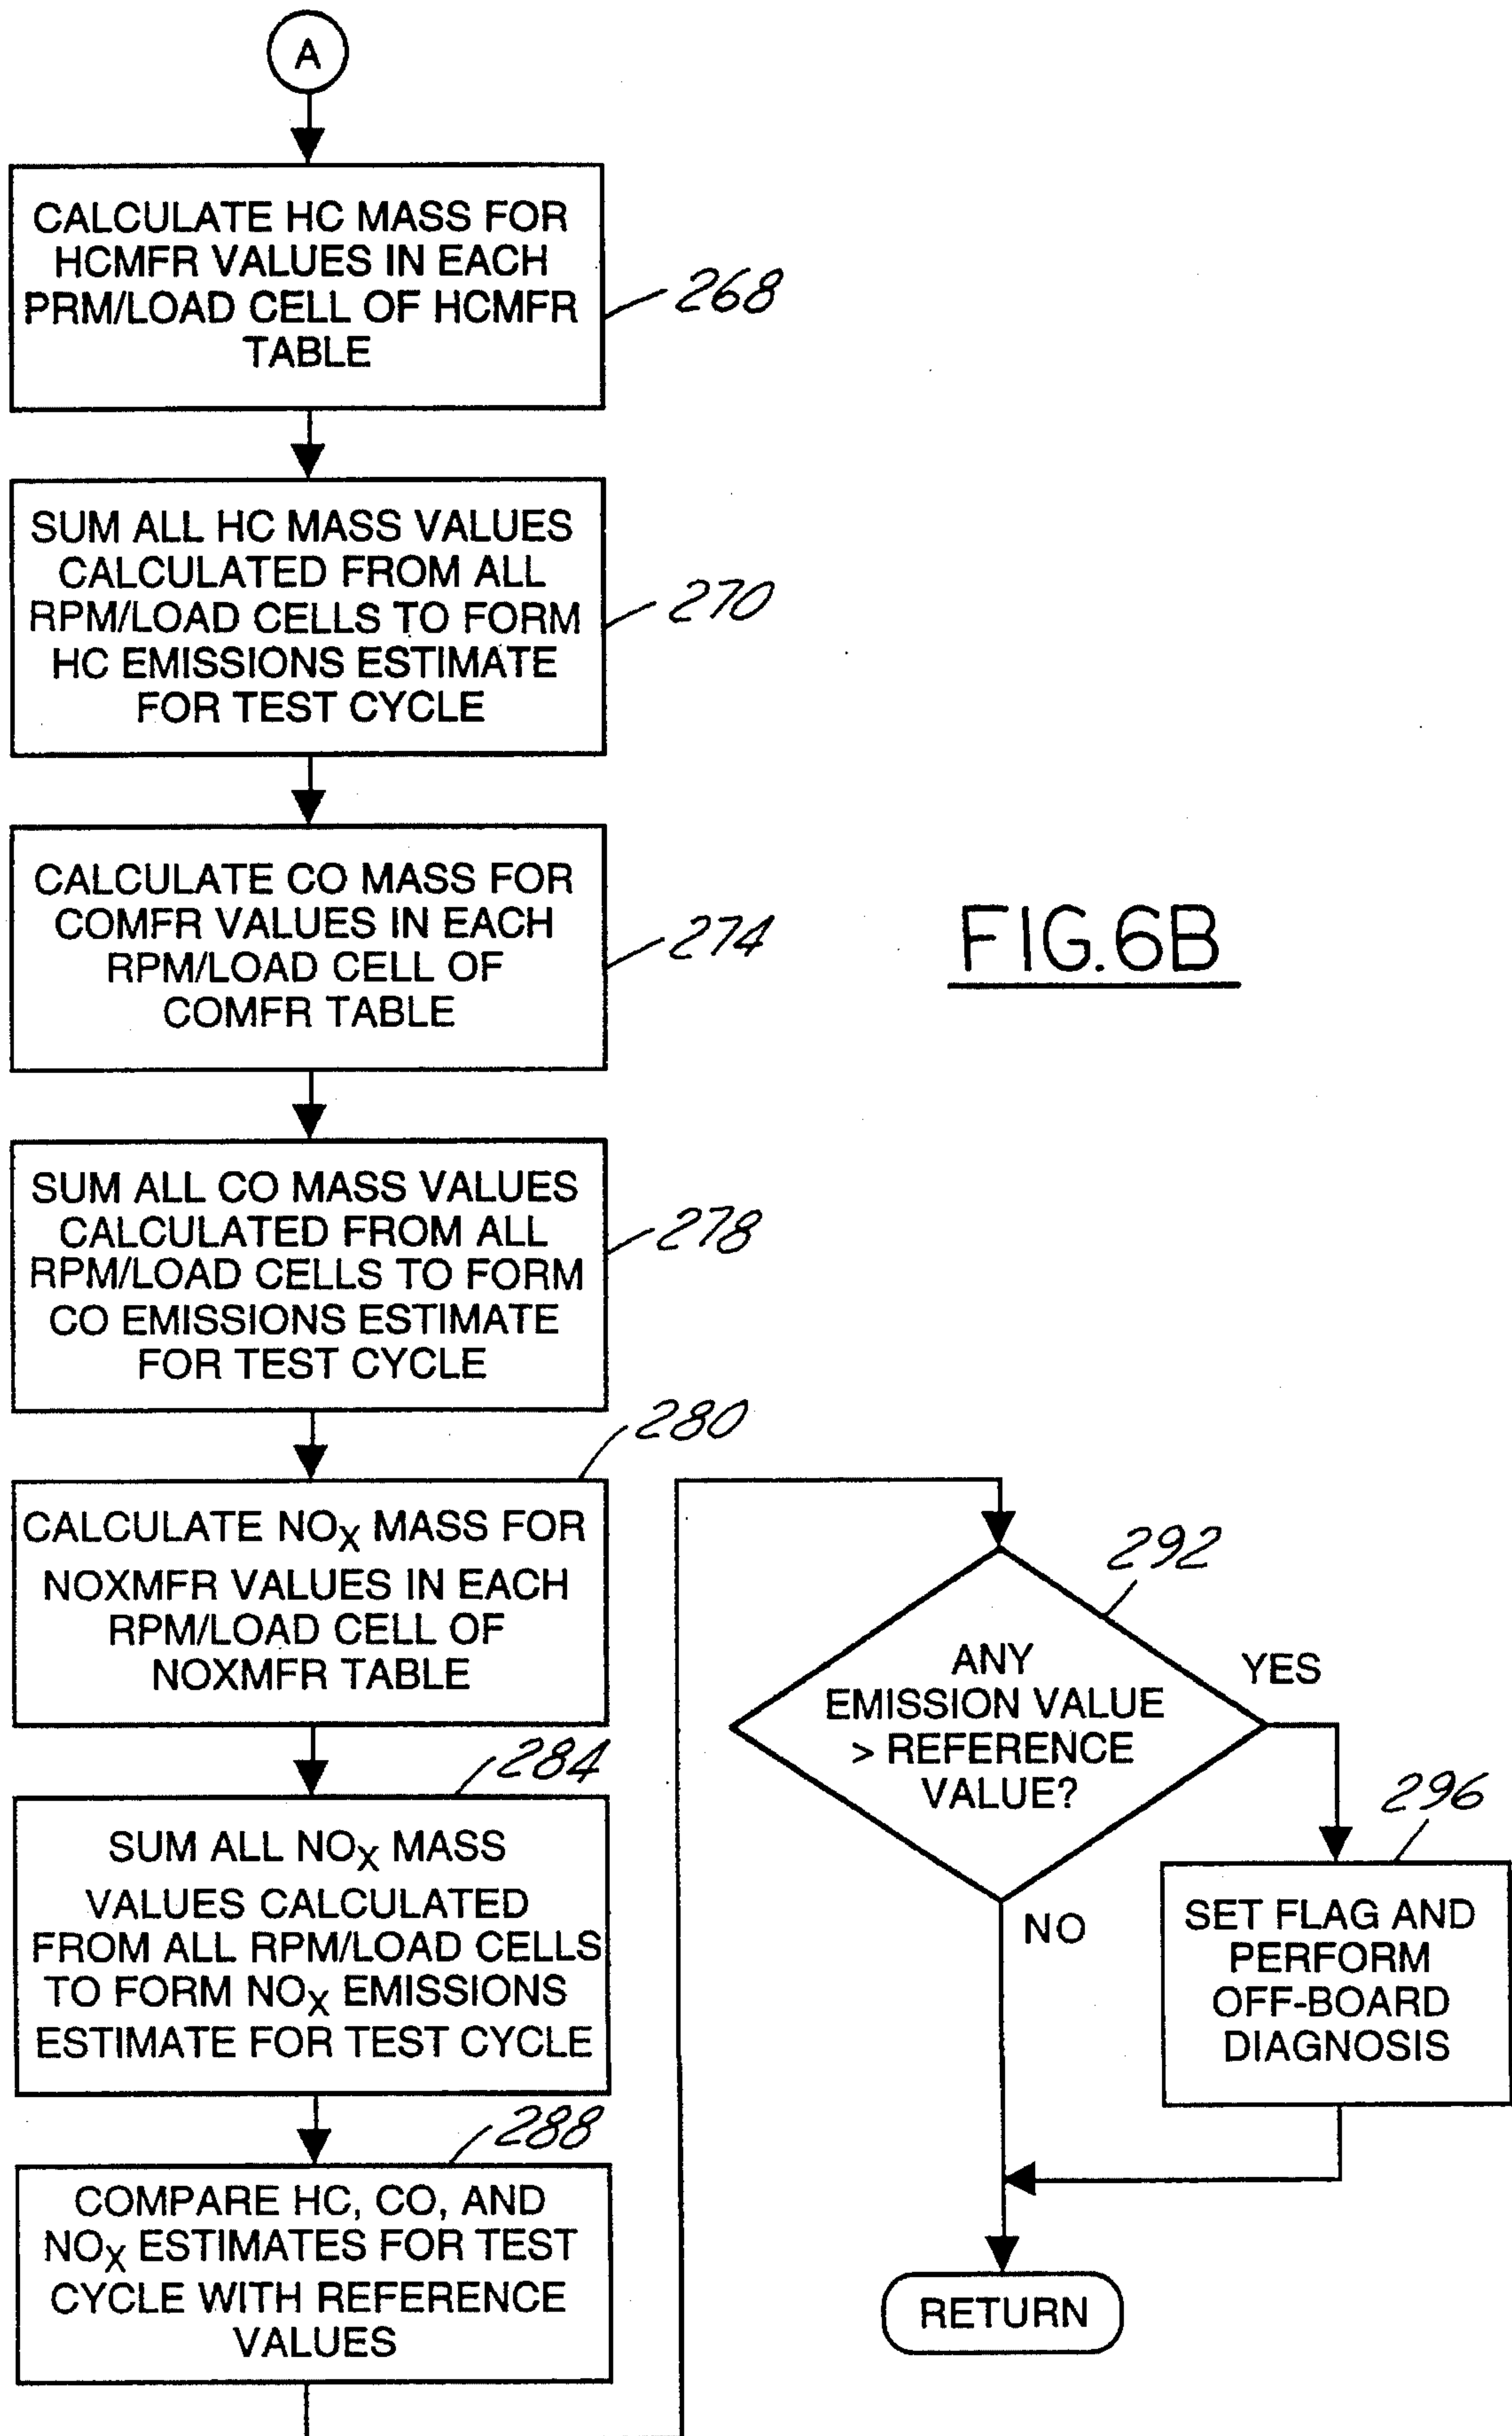 A
CALCULATE HC MASS FOR
HCMFR VALUES IN EACH
PRM/LOAD CELL OF HCMFR
TABLE
268
SUM ALL HC MASS VALUES
CALCULATED FROM ALL
RPM/LOAD CELLS TO FORM
HC EMISSIONS ESTIMATE
FOR TEST CYCLE
270
CALCULATE CO MASS FOR
COMFR VALUES IN EACH
RPM/LOAD CELL OF
COMFR TABLE
274
FIG.6B
SUM ALL CO MASS VALUES
CALCULATED FROM ALL
RPM/LOAD CELLS TO FORM
CO EMISSIONS ESTIMATE
FOR TEST CYCLE
278
280
CALCULATE NOX MASS FOR
NOXMFR VALUES IN EACH
RPM/LOAD CELL OF
NOXMFR TABLE
284
SUM ALL NOX MASS
VALUES CALCULATED
FROM ALL RPM/LOAD CELLS
TO FORM NOX EMISSIONS
ESTIMATE FOR TEST CYCLE
288
COMPARE HC, CO, AND
NOX ESTIMATES FOR TEST
CYCLE WITH REFERENCE
VALUES
292
ANY
EMISSION VALUE
> REFERENCE
VALUE?
YES
NO
296
SET FLAG AND
PERFORM
OFF-BOARD
DIAGNOSIS
RETURN